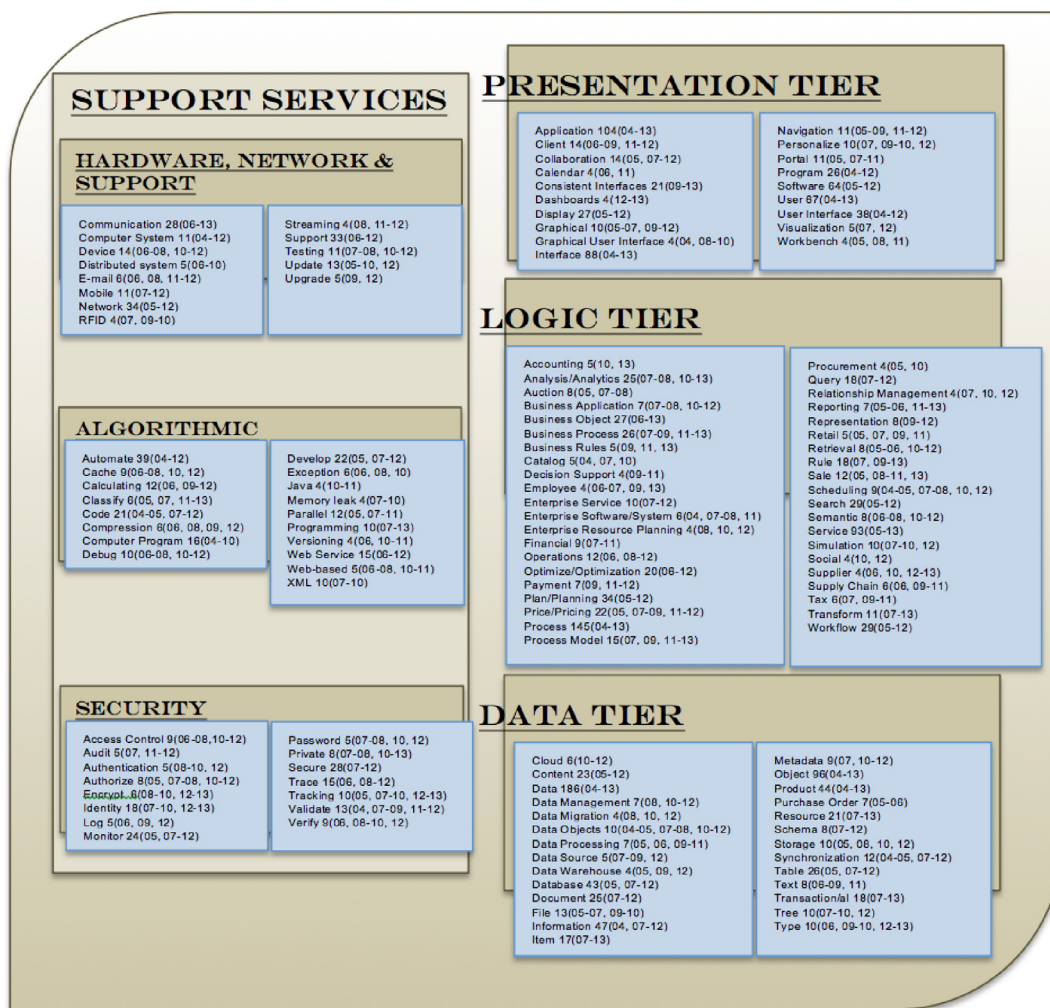 SUPPORT SERVICES
HARDWARE, NETWORK &
SUPPORT
Communication 28(06-13)
Computer System 11(04-12)
Device 14(06-08, 10-12)
Distributed system 5(06-10)
E-mail 6(06, 08, 11-12)
Mobile 11(07-12)
Network 34(05-12)
RFID 4(07, 09-10)
Streaming 4(08, 11-12)
Support 33(06-12)
Testing 11(07-08, 10-12)
Update 13(05-10, 12)
Upgrade 5(09, 12)
ALGORITHMIC
Automate 39(04-12)
Cache 9(06-08, 10, 12)
Calculating 12(06, 09-12)
Classify 6(05, 07, 11-13)
Code 21(04-05, 07-12)
Compression 6(06, 08, 09, 12)
Computer Program 16(04-10)
Debug 10(06-08, 10-12)
Develop 22(05, 07-12)
Exception 6(06, 08, 10)
Java 4(10-11)
Memory leak 4(07-10)
Parallel 12(05, 07-11)
Programming 10(07-13)
Versioning 4(06, 10-11)
Web Service 15(06-12)
Web-based 5(06-08, 10-11)
XML 10(07-10)
SECURITY
Access Control 9(06-08,10-12)
Audit 5(07, 11-12)
Authentication 5(08-10, 12)
Authorize 8(05, 07-08, 10-12)
Encrypt  6(08-10, 12-13)
Identity 18(07-10, 12-13)
Log 5(06, 09, 12)
Monitor 24(05, 07-12)
Password 5(07-08, 10, 12)
Private 8(07-08, 10-13)
Secure 28(07-12)
Trace 15(06, 08-12)
Tracking 10(05, 07-10, 12-13)
Validate 13(04, 07-09, 11-12)
Verify 9(06, 08-10, 12)
PRESENTATION TIER
Application 104(04-13)
Client 14(06-09, 11-12)
Collaboration 14(05, 07-12)
Calendar 4(06, 11)
Consistent Interfaces 21(09-13)
Dashboards 4(12-13)
Display 27(05-12)
Graphical 10(05-07, 09-12)
Graphical User Interface 4(04, 08-10)
Interface 88(04-13)
Navigation 11(05-09, 11-12)
Personalize 10(07, 09-10, 12)
Portal 11(05, 07-11)
Program 26(04-12)
Software 64(05-12)
User 67(04-13)
User Interface 38(04-12)
Visualization 5(07, 12)
Workbench 4(05, 08, 11)
LOGIC TIER
Accounting 5(10, 13)
Analysis/Analytics 25(07-08, 10-13)
Auction 8(05, 07-08)
Business Application 7(07-08, 10-12)
Business Object 27(06-13)
Business Process 26(07-09, 11-13)
Business Rules 5(09, 11, 13)
Catalog 5(04, 07, 10)
Decision Support 4(09-11)
Employee 4(06-07, 09, 13)
Enterprise Service 10(07-12)
Enterprise Software/System 6(04, 07-08, 11)
Enterprise Resource Planning 4(08, 10, 12)
Financial 9(07-11)
Operations 12(06, 08-12)
Optimize/Optimization 20(06-12)
Payment 7(09, 11-12)
Plan/Planning 34(05-12)
Price/Pricing 22(05, 07-09, 11-12)
Process 145(04-13)
Process Model 15(07, 09, 11-13)
Procurement 4(05, 10)
Query 18(07-12)
Relationship Management 4(07, 10, 12)
Reporting 7(05-06, 11-13)
Representation 8(09-12)
Retail 5(05, 07, 09, 11)
Retrieval 8(05-06, 10-12)
Rule 18(07, 09-13)
Sale 12(05, 08-11, 13)
Scheduling 9(04-05, 07-08, 10, 12)
Search 29(05-12)
Semantic 8(06-08, 10-12)
Service 93(05-13)
Simulation 10(07-10, 12)
Social 4(10, 12)
Supplier 4(06, 10, 12-13)
Supply Chain 6(06, 09-11)
Tax 6(07, 09-11)
Transform 11(07-13)
Workflow 29(05-12)
DATA TIER
Cloud 6(10-12)
Content 23(05-12)
Data 186(04-13)
Data Management 7(08, 10-12)
Data Migration 4(08, 10, 12)
Data Objects 10(04-05, 07-08, 10-12)
Data Processing 7(05, 06, 09-11)
Data Source 5(07-09, 12)
Data Warehouse 4(05, 09, 12)
Database 43(05, 07-12)
Document 25(07-12)
File 13(05-07, 09-10)
Information 47(04, 07-12)
Item 17(07-13)
Metadata 9(07, 10-12)
Object 96(04-13)
Product 44(04-13)
Purchase Order 7(05-06)
Resource 21(07-13)
Schema 8(07-12)
Storage 10(05, 08, 10, 12)
Synchronization 12(04-05, 07-12)
Table 26(05, 07-12)
Text 8(06-09, 11)
Transaction/al 18(07-13)
Tree 10(07-10, 12)
Type 10(06, 09-10, 12-13)